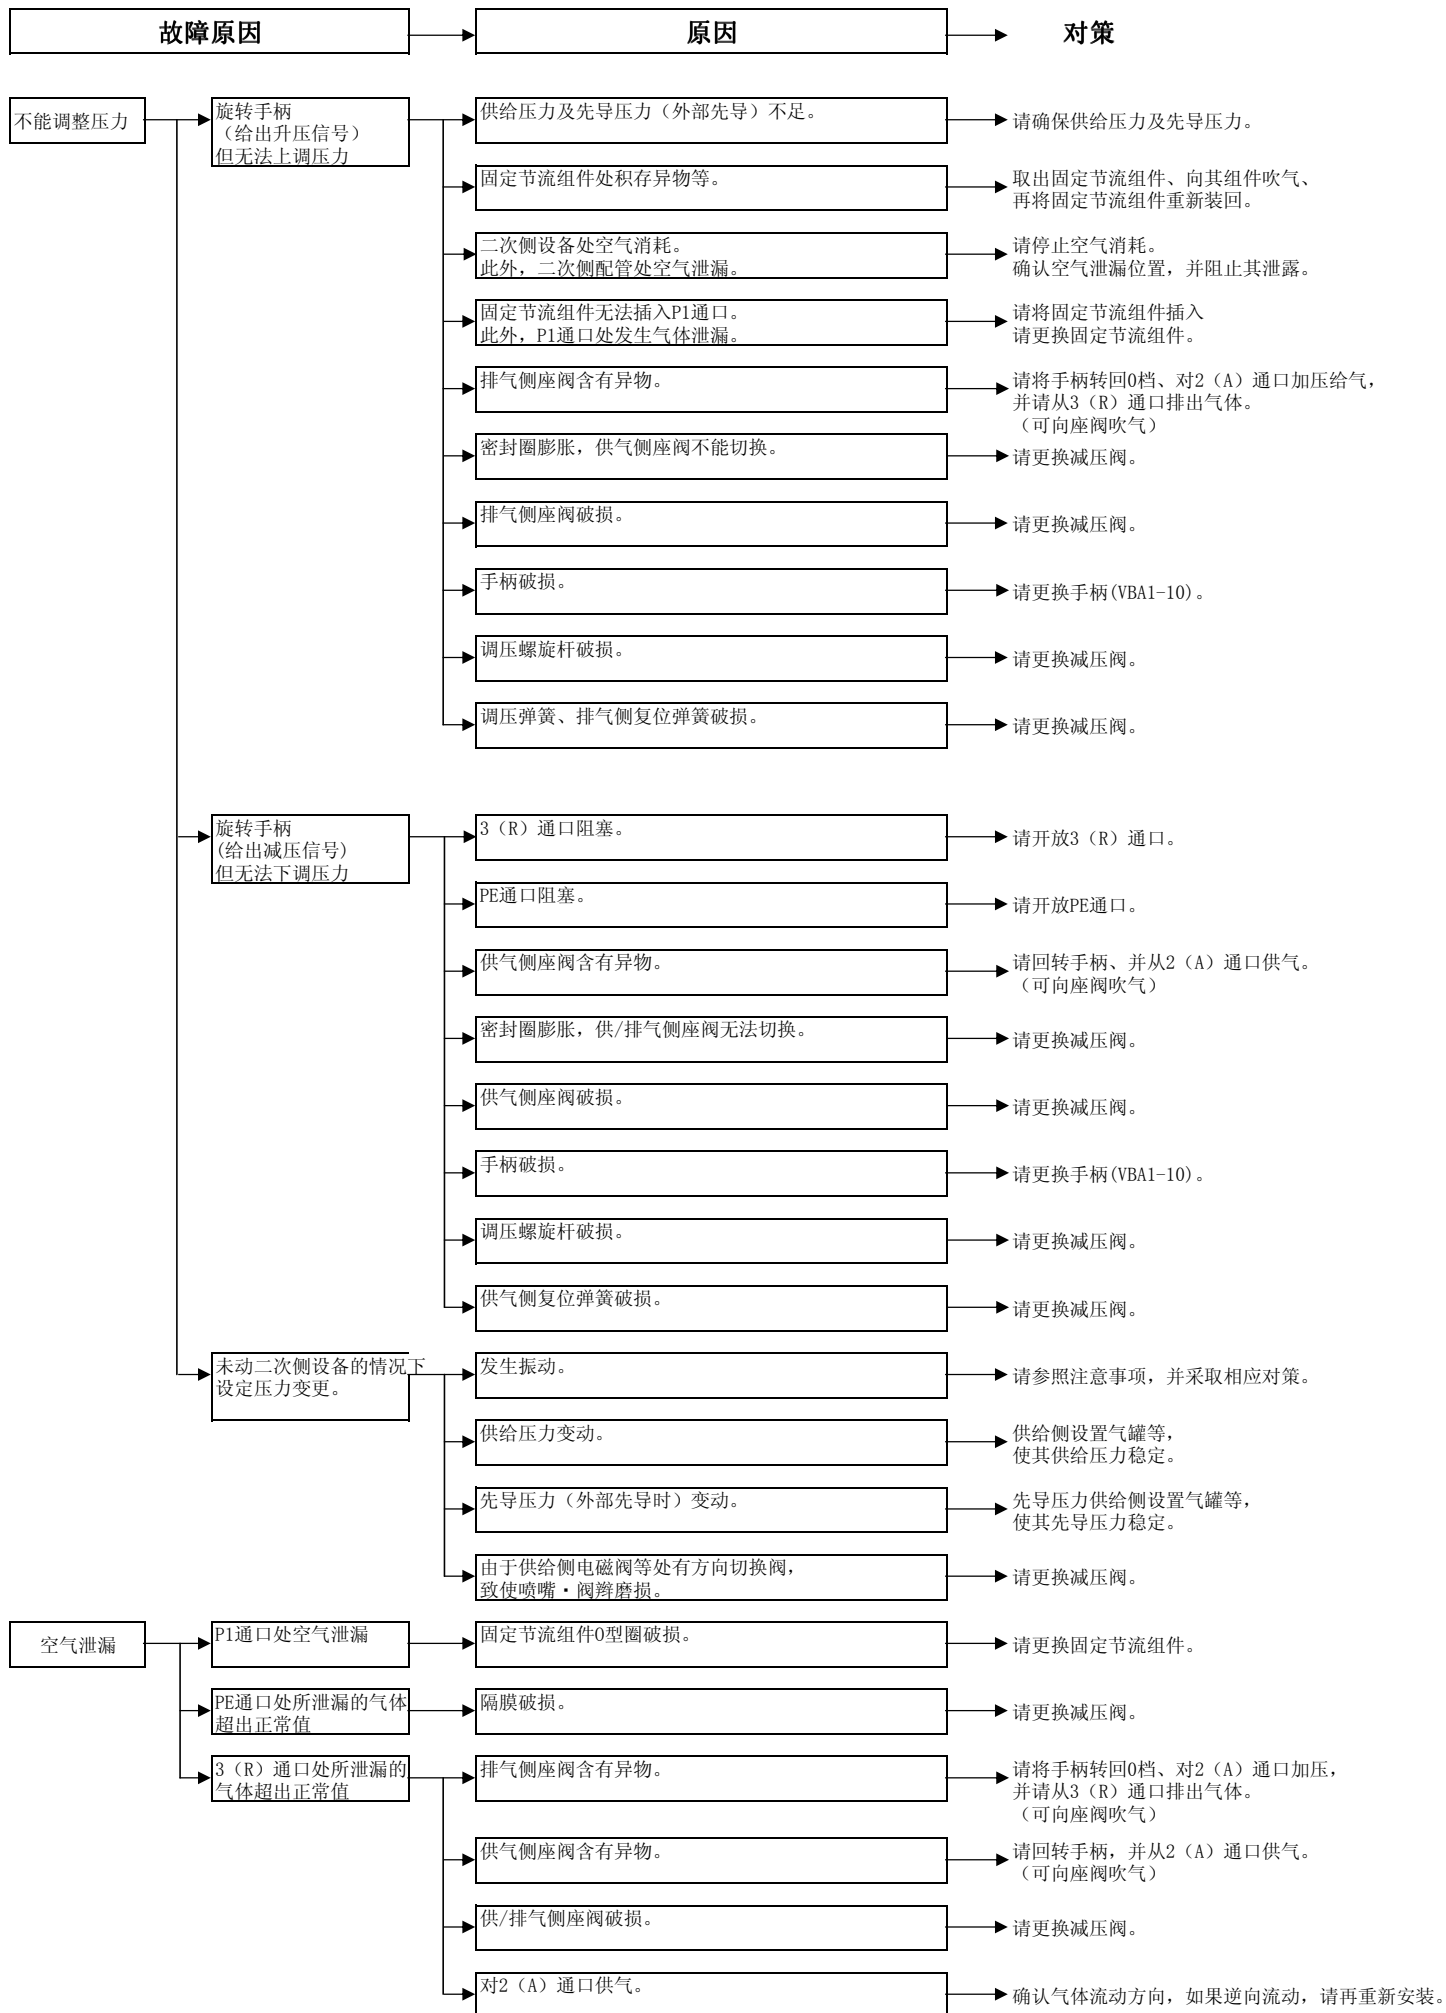 故障原因
原因
对策
不能调整压力
旋转手柄
（给出升压信号）
但无法上调压力
供给压力及先导压力（外部先导）不足。
请确保供给压力及先导压力。
固定节流组件处积存异物等。
取出固定节流组件、向其组件吹气、
再将固定节流组件重新装回。
二次侧设备处空气消耗。
此外，二次侧配管处空气泄漏。
请停止空气消耗。
确认空气泄漏位置，并阻止其泄露。
固定节流组件无法插入P1通口。
此外，P1通口处发生气体泄漏。
请将固定节流组件插入
请更换固定节流组件。
排气侧座阀含有异物。
请将手柄转回0档、对2（A）通口加压给气，
并请从3（R）通口排出气体。
（可向座阀吹气）
密封圈膨胀，供气侧座阀不能切换。
请更换减压阀。
排气侧座阀破损。
请更换减压阀。
手柄破损。
请更换手柄(VBA1-10)。
调压螺旋杆破损。
请更换减压阀。
调压弹簧、排气侧复位弹簧破损。
请更换减压阀。
旋转手柄
(给出减压信号)
但无法下调压力
3（R）通口阻塞。
请开放3（R）通口。
PE通口阻塞。
请开放PE通口。
供气侧座阀含有异物。
请回转手柄、并从2（A）通口供气。
（可向座阀吹气）
密封圈膨胀，供/排气侧座阀无法切换。
请更换减压阀。
供气侧座阀破损。
请更换减压阀。
手柄破损。
请更换手柄(VBA1-10)。
调压螺旋杆破损。
请更换减压阀。
供气侧复位弹簧破损。
请更换减压阀。
未动二次侧设备的情况下
设定压力变更。
发生振动。
请参照注意事项，并采取相应对策。
供给压力变动。
供给侧设置气罐等，
使其供给压力稳定。
先导压力（外部先导时）变动。
先导压力供给侧设置气罐等，
使其先导压力稳定。
由于供给侧电磁阀等处有方向切换阀，
致使喷嘴・阀辫磨损。
请更换减压阀。
空气泄漏
P1通口处空气泄漏
固定节流组件O型圈破损。
请更换固定节流组件。
PE通口处所泄漏的气体
超出正常值
隔膜破损。
请更换减压阀。
3（R）通口处所泄漏的
气体超出正常值
排气侧座阀含有异物。
请将手柄转回0档、对2（A）通口加压，
并请从3（R）通口排出气体。
（可向座阀吹气）
供气侧座阀含有异物。
请回转手柄，并从2（A）通口供气。
（可向座阀吹气）
供/排气侧座阀破损。
请更换减压阀。
对2（A）通口供气。
确认气体流动方向，如果逆向流动，请再重新安装。